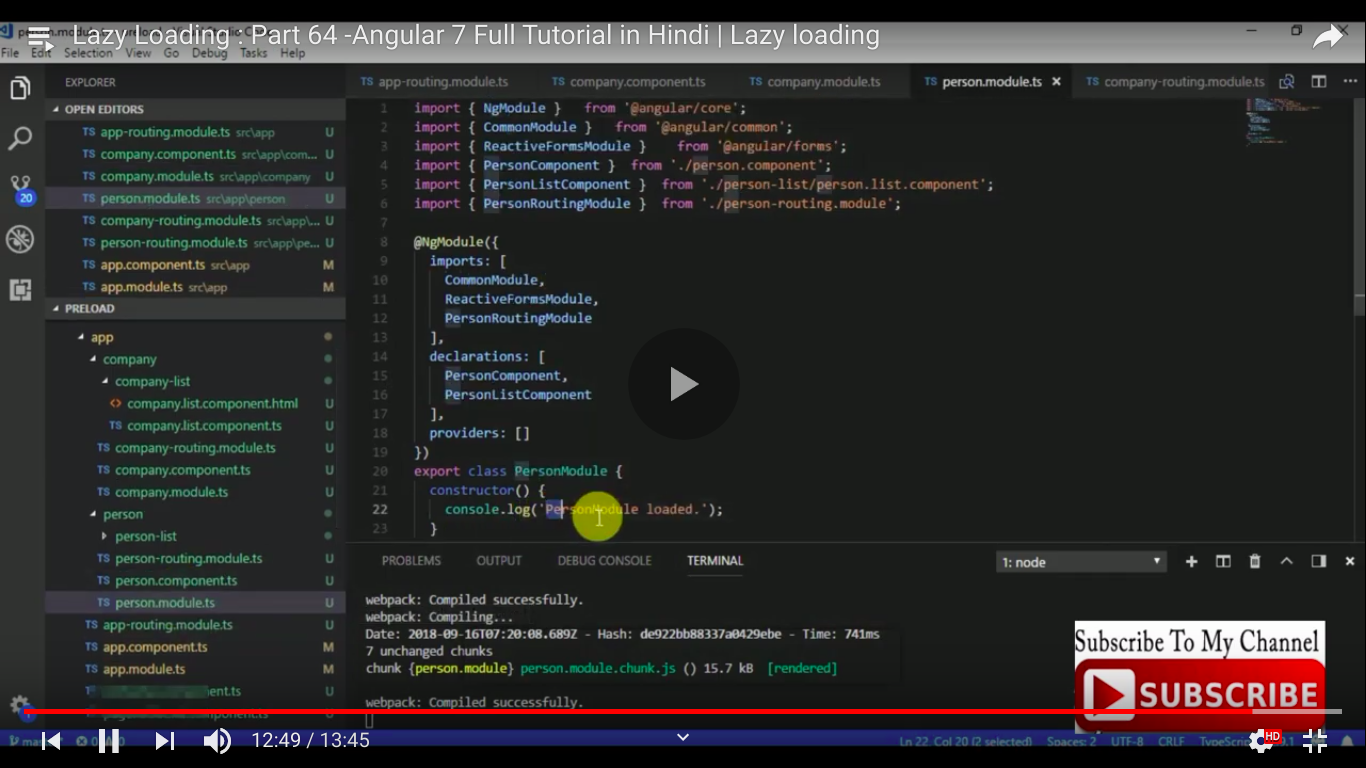 Lazy Loading : Part 64 -Angular 7 Full Tutorial in Hindi | Lazy loading
File Edit Selection View Go Debug Tasks Help
EXPLORER
OPEN EDITORS
TS app-routing.module.ts src\app U
TS company.component.ts src\app\com... U
TS company.module.ts src\app\company U
TS person.module.ts src\app\person U
TS company-routing.module.ts src\app\... U
TS person-routing.module.ts src\app\pe... U
TS app.component.ts src\app M
TS app.module.ts src\app M
PRELOAD
app
company
company-list
<> company.list.component.html U
TS company.list.component.ts U
TS company-routing.module.ts U
TS company.component.ts U
TS company.module.ts U
person
person-list
TS person-routing.module.ts U
TS person.component.ts U
TS person.module.ts U
TS app-routing.module.ts U
TS app.component.ts M
TS app.module.ts M
20
TS app-routing.module.ts TS company.component.ts TS company.module.ts TS person.module.ts × TS company-routing.module.ts
1 import { NgModule } from '@angular/core';
2 import { CommonModule } from '@angular/common';
3 import { ReactiveFormsModule } from '@angular/forms';
4 import { PersonComponent } from './person.component';
5 import { PersonListComponent } from './person-list/person.list.component';
6 import { PersonRoutingModule } from './person-routing.module';
7
8 @NgModule({
9 imports: [
10 CommonModule,
11 ReactiveFormsModule,
12 PersonRoutingModule
13 ],
14 declarations: [
15 PersonComponent,
16 PersonListComponent
17 ],
18 providers: []
19 })
20 export class PersonModule {
21 constructor() {
22 console.log('PersonModule loaded.');
23 }
PROBLEMS OUTPUT DEBUG CONSOLE TERMINAL 1: node
webpack: Compiled successfully.
webpack: Compiling...
Date: 2018-09-16T07:20:08.689Z - Hash: de922bb88337a0429ebe - Time: 741ms
7 unchanged chunks
chunk {person.module} person.module.chunk.js () 15.7 kB [rendered]
webpack: Compiled successfully.
Subscribe To My Channel
SUBSCRIBE
12:49 / 13:45
Ln 22, Col 20 (2 selected) Spaces: 2 UTF-8 CRLF
HD